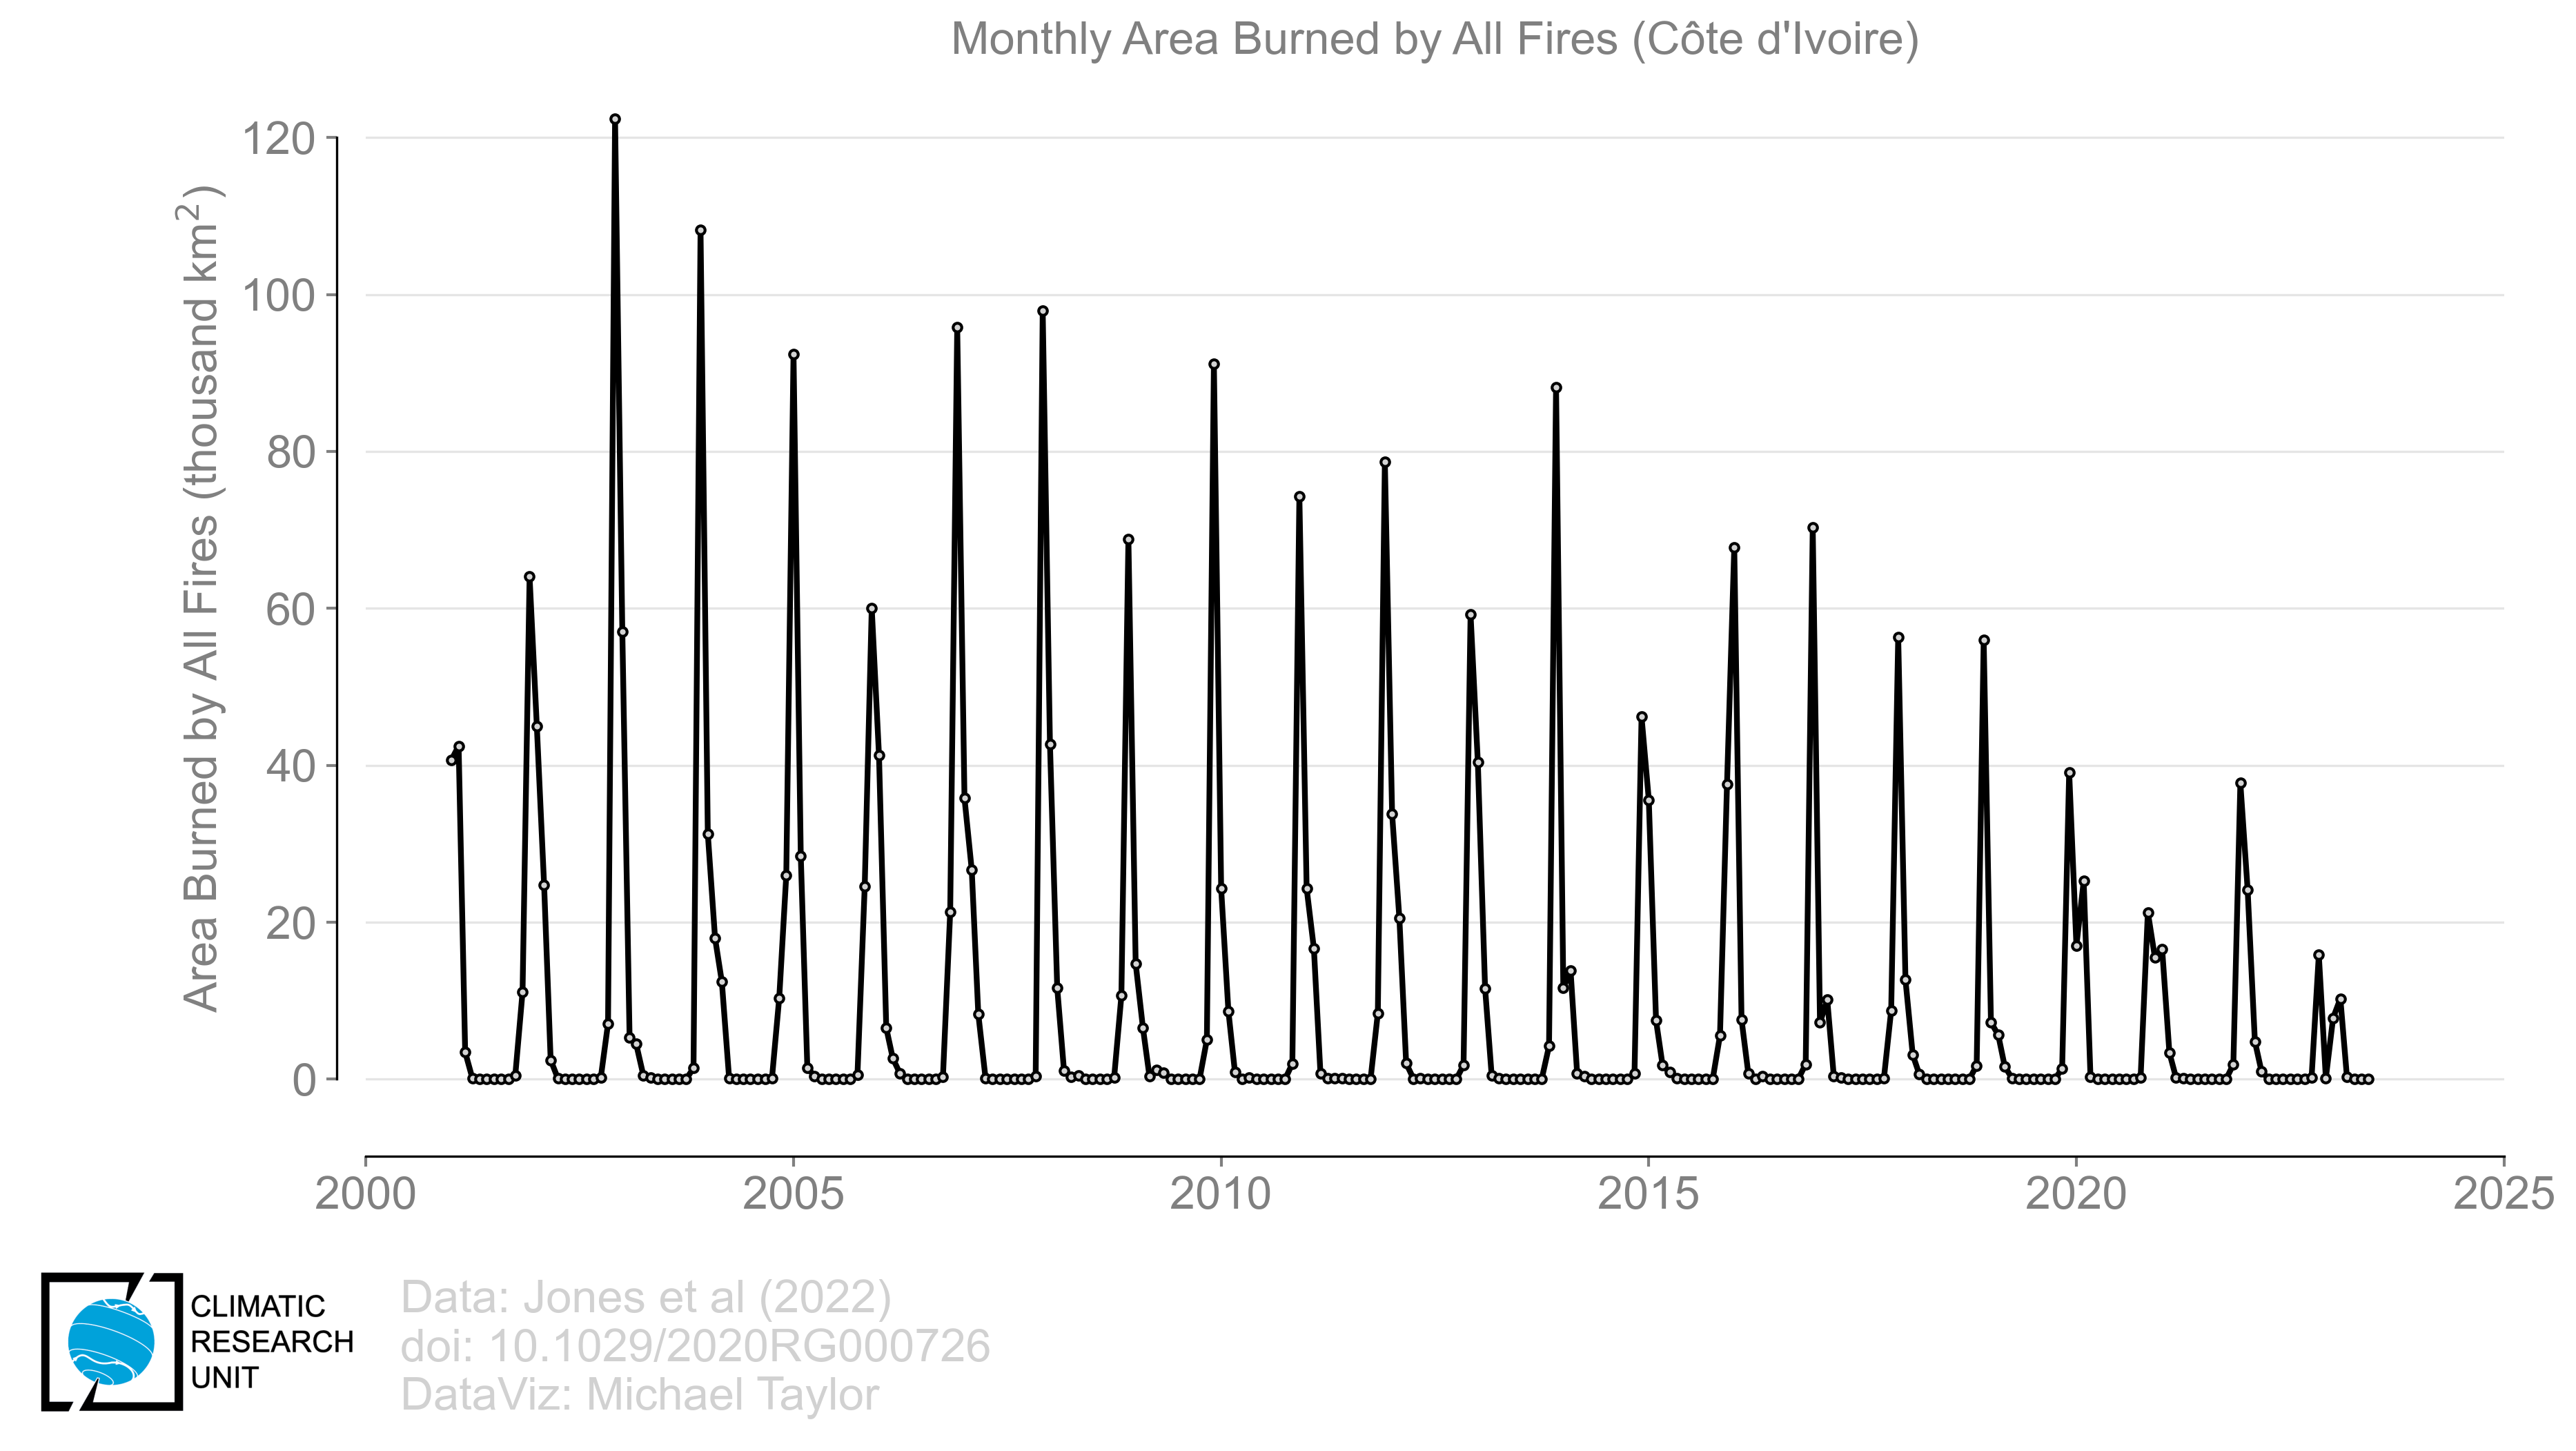 Monthly Area Burned by All Fires (Côte d'Ivoire)
Area Burned by All Fires (thousand km²)
120
100
80
60
40
20
0
2000 2005 2010 2015 2020 2025
CLIMATIC
RESEARCH
UNIT
Data: Jones et al (2022)
doi: 10.1029/2020RG000726
DataViz: Michael Taylor